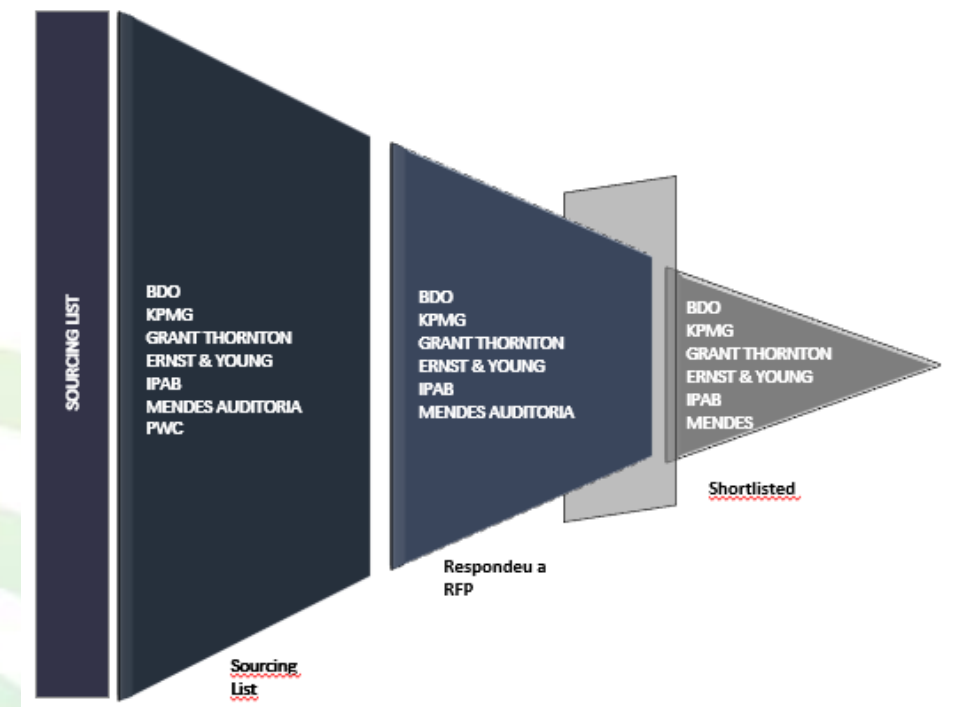 SOURCING LIST
BDO
KPMG
GRANT THORNTON
ERNST & YOUNG
IPAB
MENDES AUDITORIA
PWC
Sourcing
List
BDO
KPMG
GRANT THORNTON
ERNST & YOUNG
IPAB
MENDES AUDITORIA
Respondeu a
RFP
BDO
KPMG
GRANT THORNTON
ERNST & YOUNG
IPAB
MENDES
Shortlisted